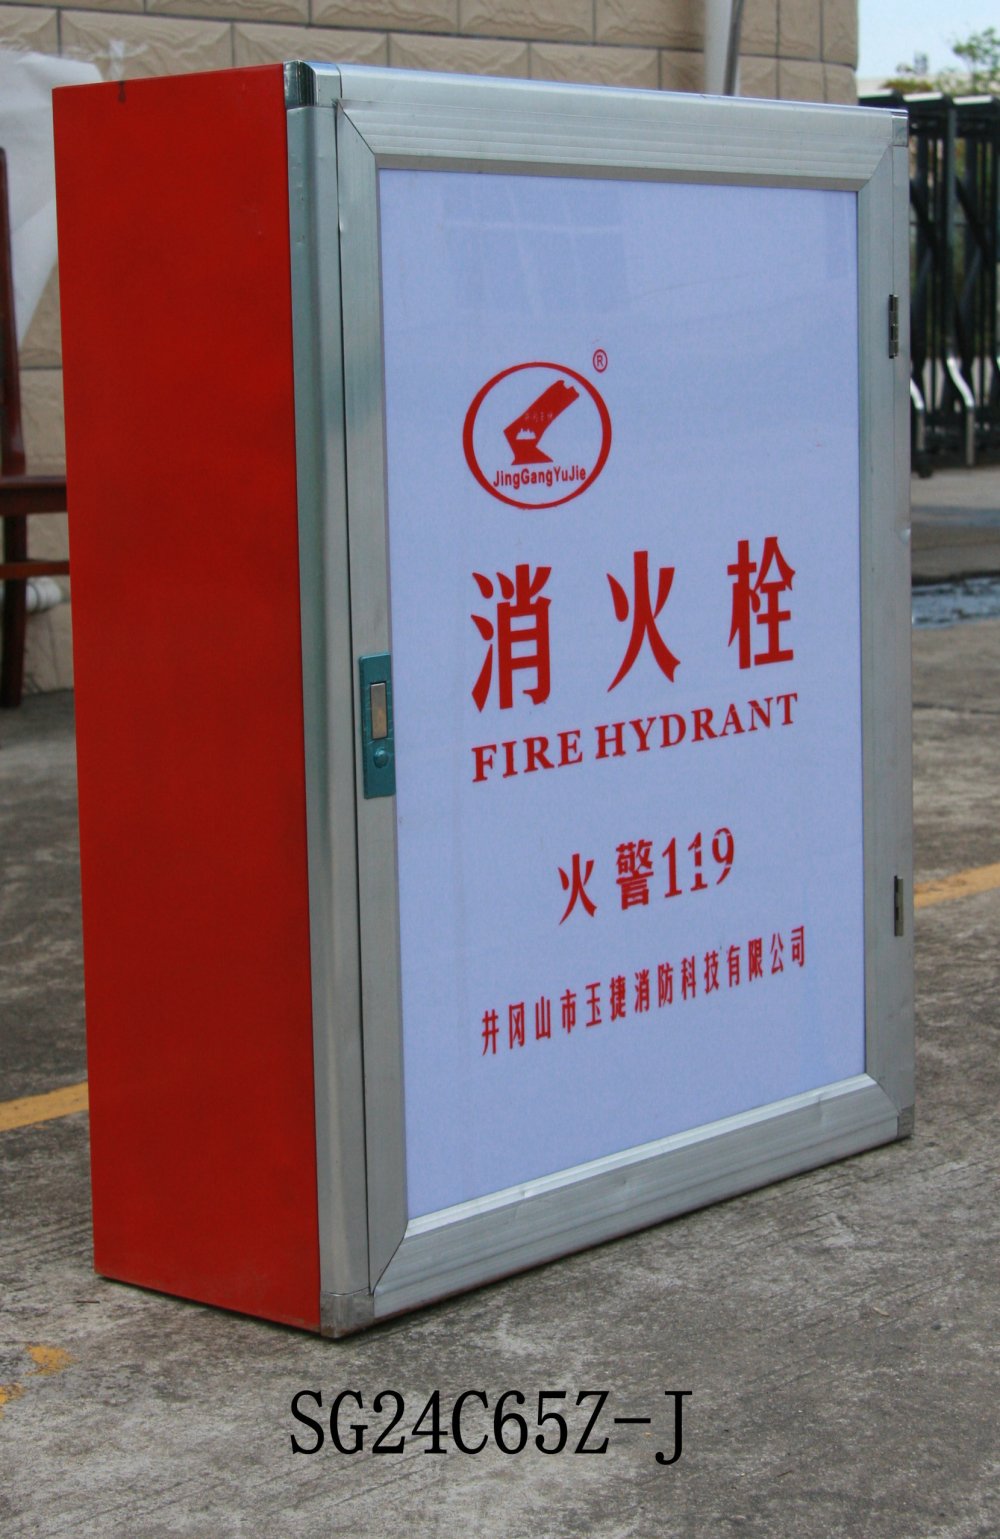 ®
JingGangYuJie
消火栓
FIRE HYDRANT
火警119
井冈山市玉捷消防科技有限公司
SG24C65Z-J